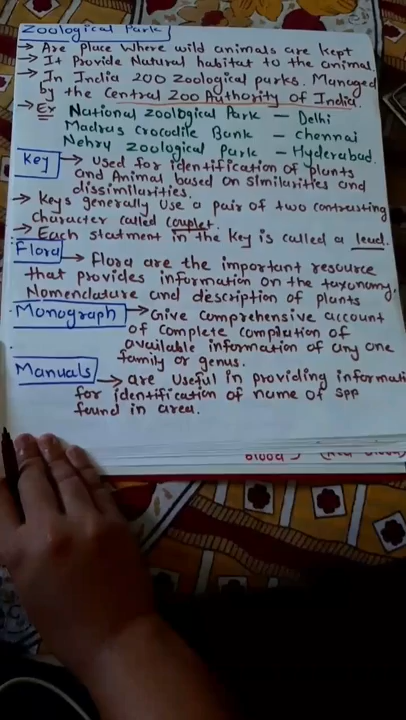 Zoological Park
→ Are place where wild animals are kept
→ It Provide Natural habitat to the animal.
→ In India 200 zoological parks. Managed
by the Central Zoo Authority of India.
→ Ex National zoological Park – Delhi
Madras crocodile Bank – Chennai
Nehry zoological Park – Hyderabad.
Key → Used for identification of plants
and Animal based on similarities and
dissimilarities.
→ Keys generally use a pair of two contrasting
character called couplet.
→ Each statment in the Key is called a lead.
Flora → Flora are the important resource
that provides information on the taxonomy,
Nomenclature and description of plants
Monograph → Give comprehensive account
of complete compilation of
available information of any one
family or genus.
Manuals → are useful in providing informati
for identification of name of spp
found in area.